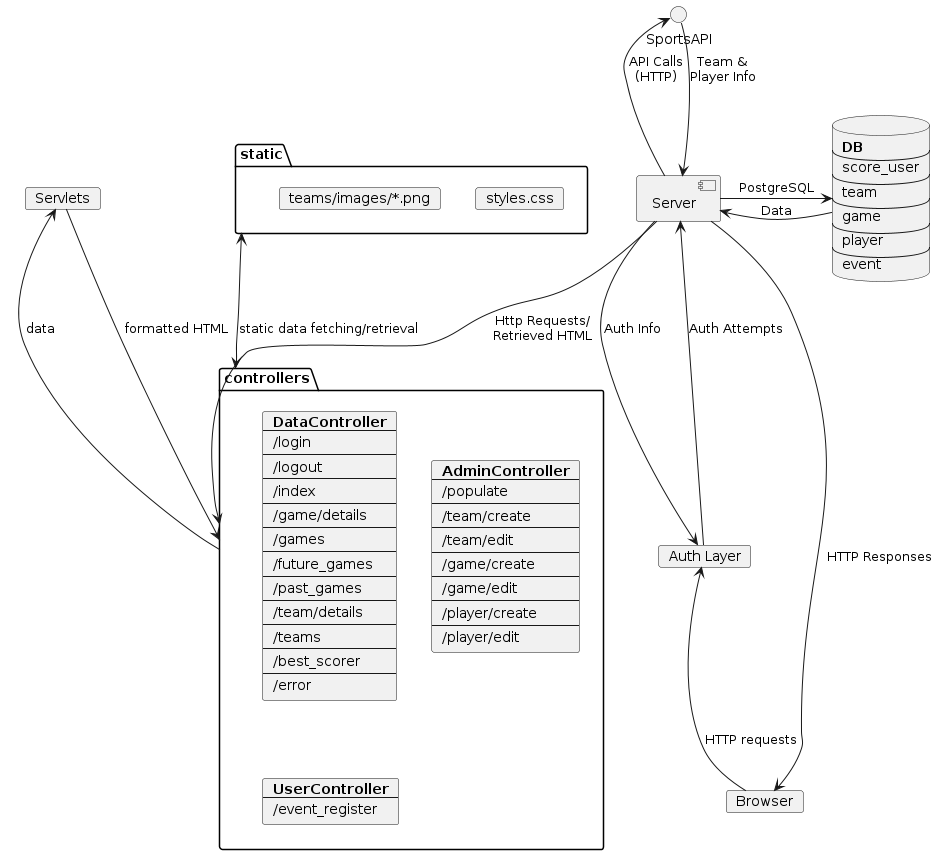 SportsAPI
API Calls
(HTTP)
Team &
Player Info
static
teams/images/*.png
styles.css
Servlets
Server
PostgreSQL
Data
DB
score_user
team
game
player
event
data
formatted HTML
static data fetching/retrieval
Http Requests/
Retrieved HTML
Auth Info
Auth Attempts
controllers
DataController
/login
/logout
/index
/game/details
/games
/future_games
/past_games
/team/details
/teams
/best_scorer
/error
AdminController
/populate
/team/create
/team/edit
/game/create
/game/edit
/player/create
/player/edit
Auth Layer
HTTP Responses
HTTP requests
UserController
/event_register
Browser